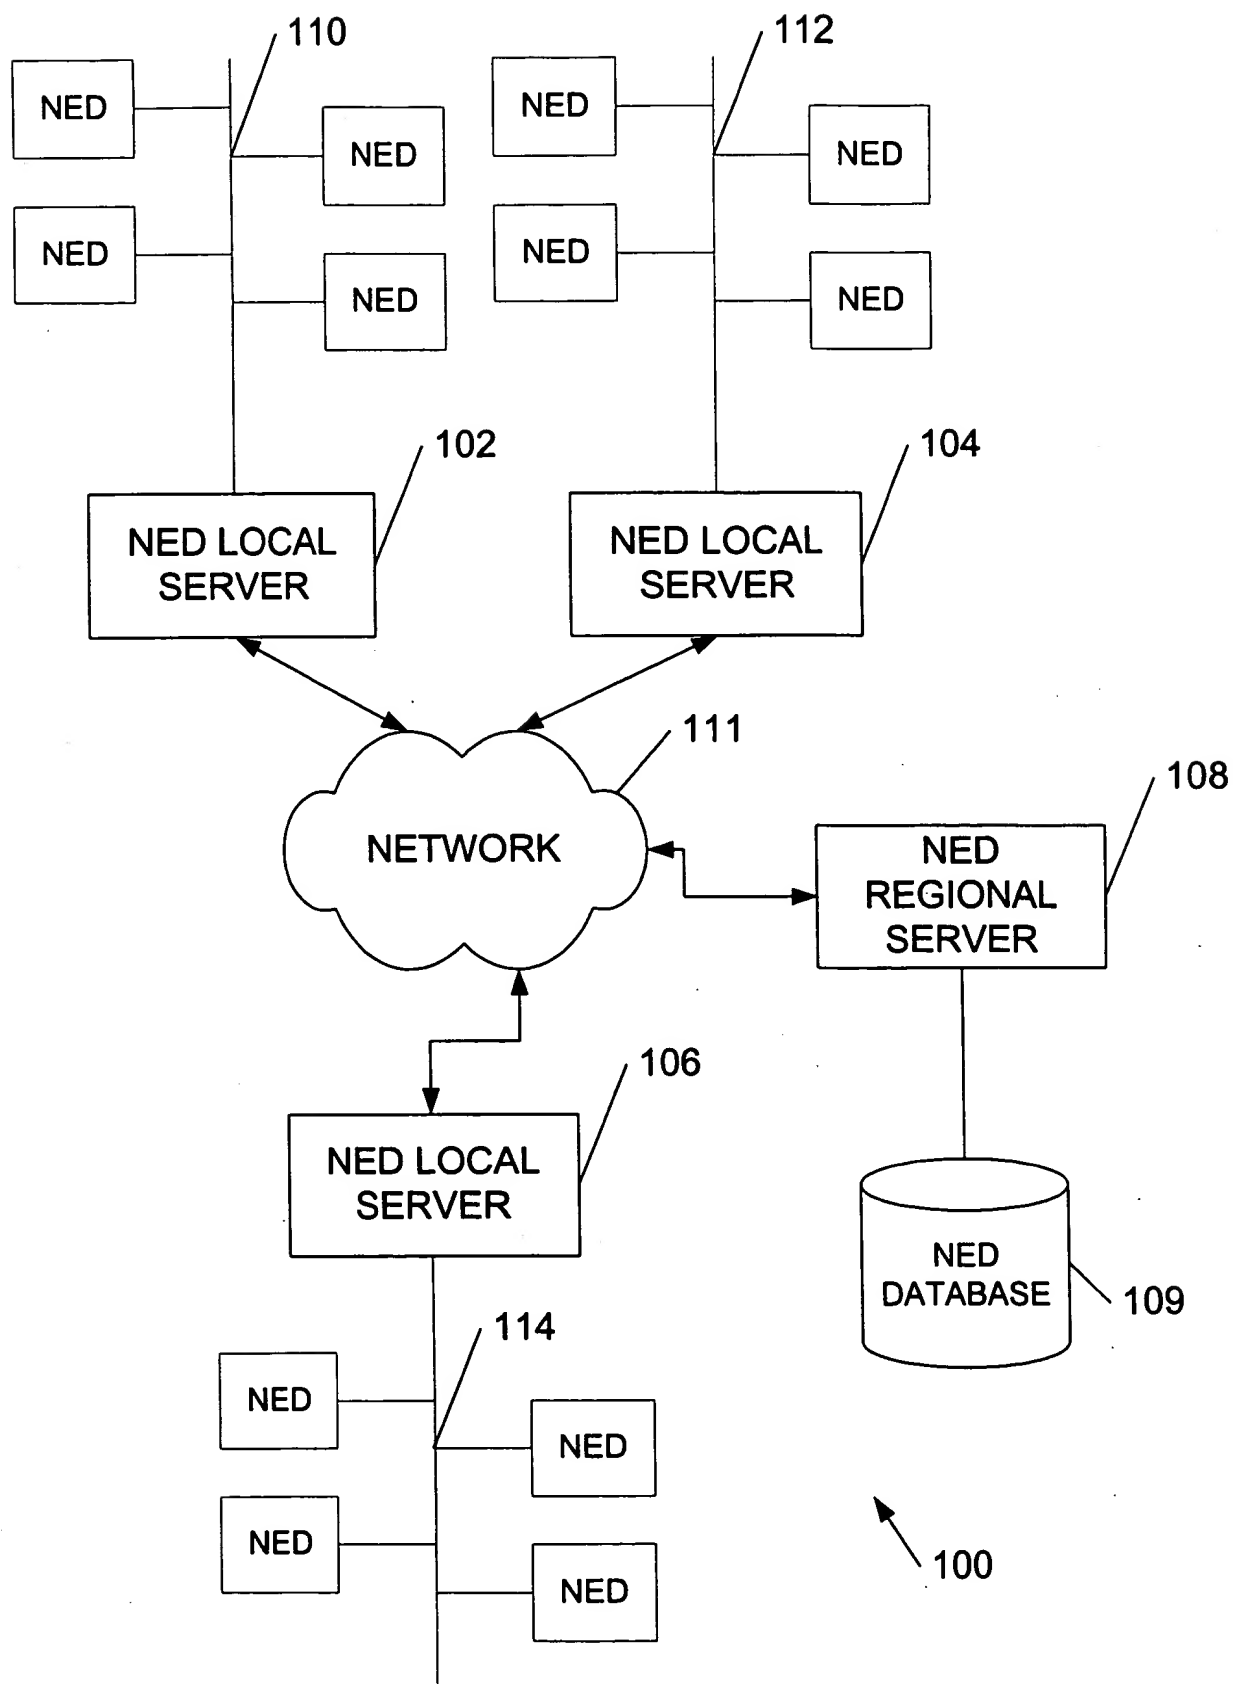 110
112
NED
NED
NED
NED
NED
NED
NED
NED
102
104
NED LOCAL
SERVER
NED LOCAL
SERVER
111
108
NETWORK
NED
REGIONAL
SERVER
106
NED LOCAL
SERVER
NED
DATABASE
109
114
NED
NED
NED
NED
100